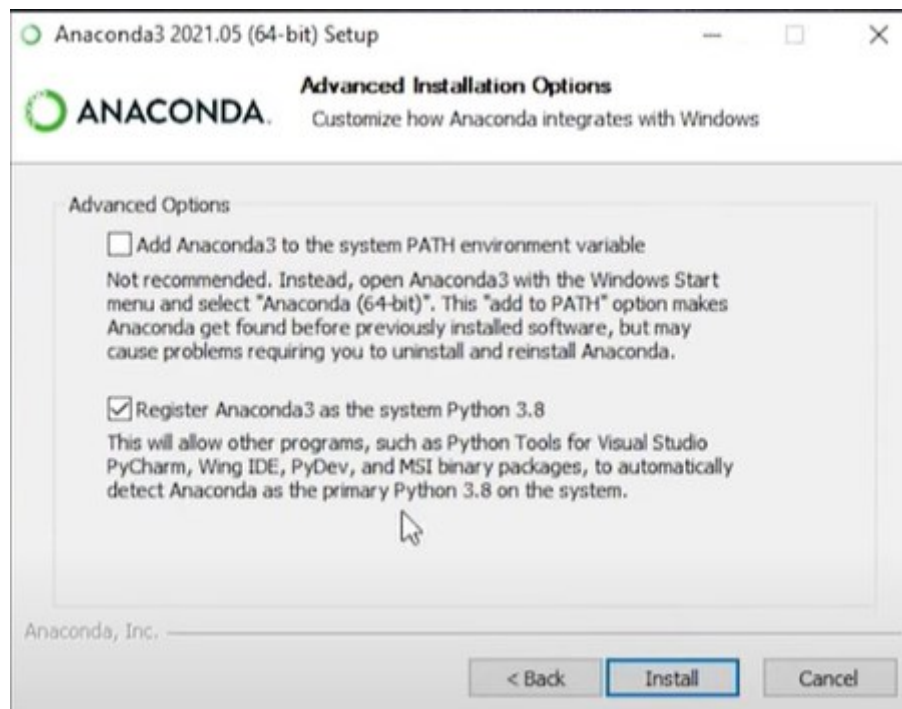 Anaconda3 2021.05 (64-bit) Setup
ANACONDA.
Advanced Installation Options
Customize how Anaconda integrates with Windows
Advanced Options
Add Anaconda3 to the system PATH environment variable
Not recommended. Instead, open Anaconda3 with the Windows Start
menu and select "Anaconda (64-bit)". This "add to PATH" option makes
Anaconda get found before previously installed software, but may
cause problems requiring you to uninstall and reinstall Anaconda.
Register Anaconda3 as the system Python 3.8
This will allow other programs, such as Python Tools for Visual Studio
PyCharm, Wing IDE, PyDev, and MSI binary packages, to automatically
detect Anaconda as the primary Python 3.8 on the system.
Anaconda, Inc.
< Back
Install
Cancel